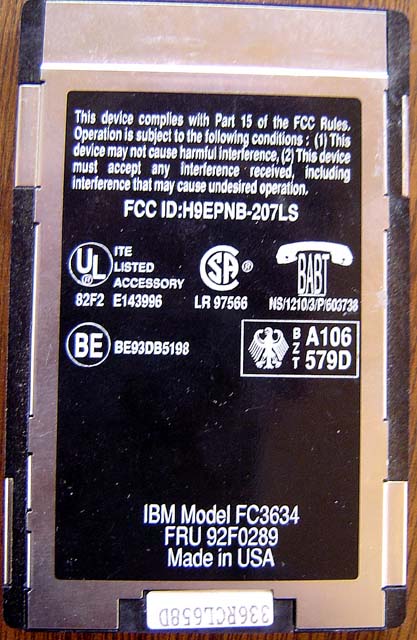 This device complies with Part 15 of the FCC Rules.
Operation is subject to the following conditions : (1) This
device may not cause harmful interference, (2) This device
must accept any interference received, including
interference that may cause undesired operation.
FCC ID:H9EPNB-207LS
UL
ITE
LISTED
ACCESSORY
82F2 E143996
SA ®
LR 97566
BABT
NS/1210/3/P/603738
BE BE93DB5198
BZT A106
579D
IBM Model FC3634
FRU 92F0289
Made in USA
336RCL658D